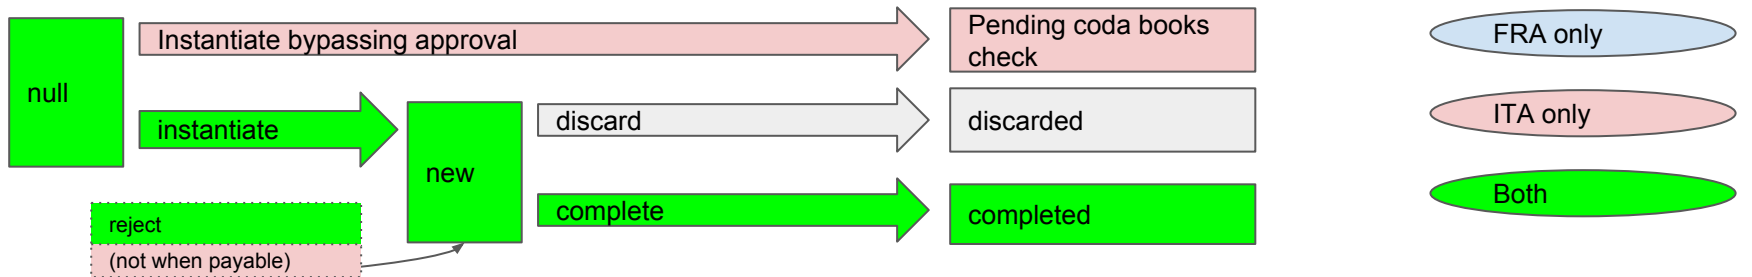 Instantiate bypassing approval
Pending coda books
check
FRA only
null
instantiate
discard
discarded
ITA only
new
complete
completed
Both
reject
(not when payable)